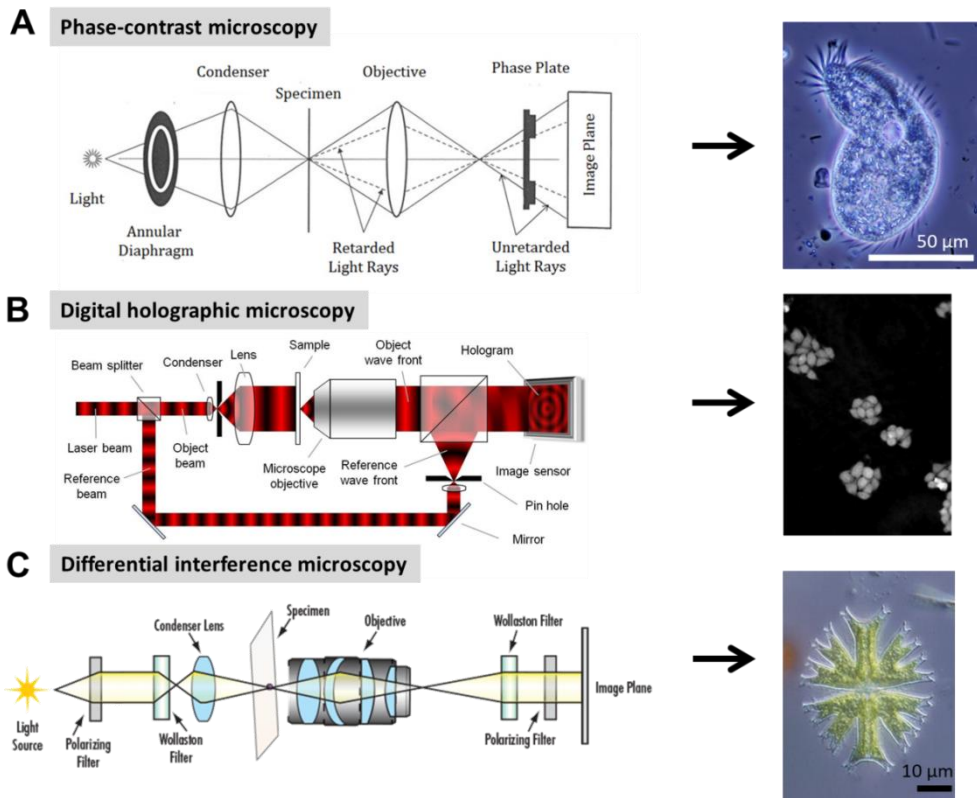 A Phase-contrast microscopy
Condenser
Objective
Phase Plate
Specimen
Image Plane
Light
Annular
Diaphragm
Retarded
Light Rays
Unretarded
Light Rays
50 µm
B Digital holographic microscopy
Beam splitter
Condenser
Lens
Sample
Object
wave front
Hologram
Laser beam
Object
beam
Reference
beam
Microscope
objective
Reference
wave front
Image sensor
Pin hole
Mirror
C Differential interference microscopy
Condenser Lens
Specimen
Objective
Wollaston Filter
Light
Source
Polarizing
Filter
Wollaston
Filter
Polarizing Filter
Image Plane
10 µm